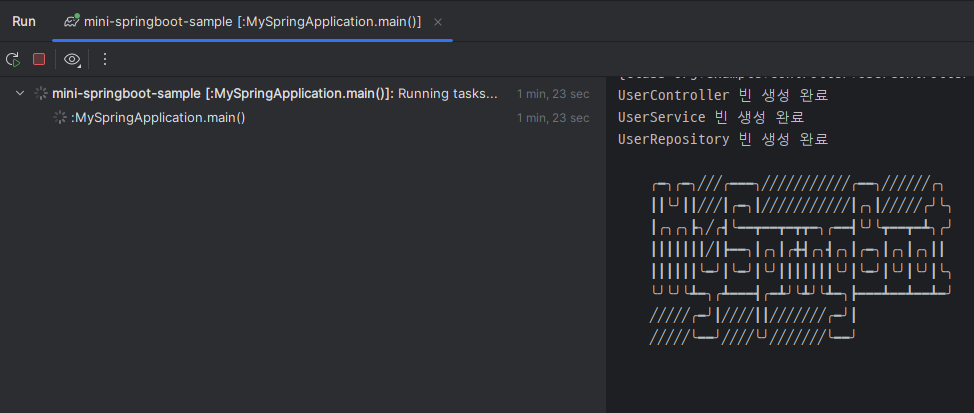 Run
mini-springboot-sample [:MySpringApplication.main()]
mini-springboot-sample [:MySpringApplication.main()]: Running tasks... 1 min, 23 sec
:MySpringApplication.main() 1 min, 23 sec
UserController 빈 생성 완료
UserService 빈 생성 완료
UserRepository 빈 생성 완료